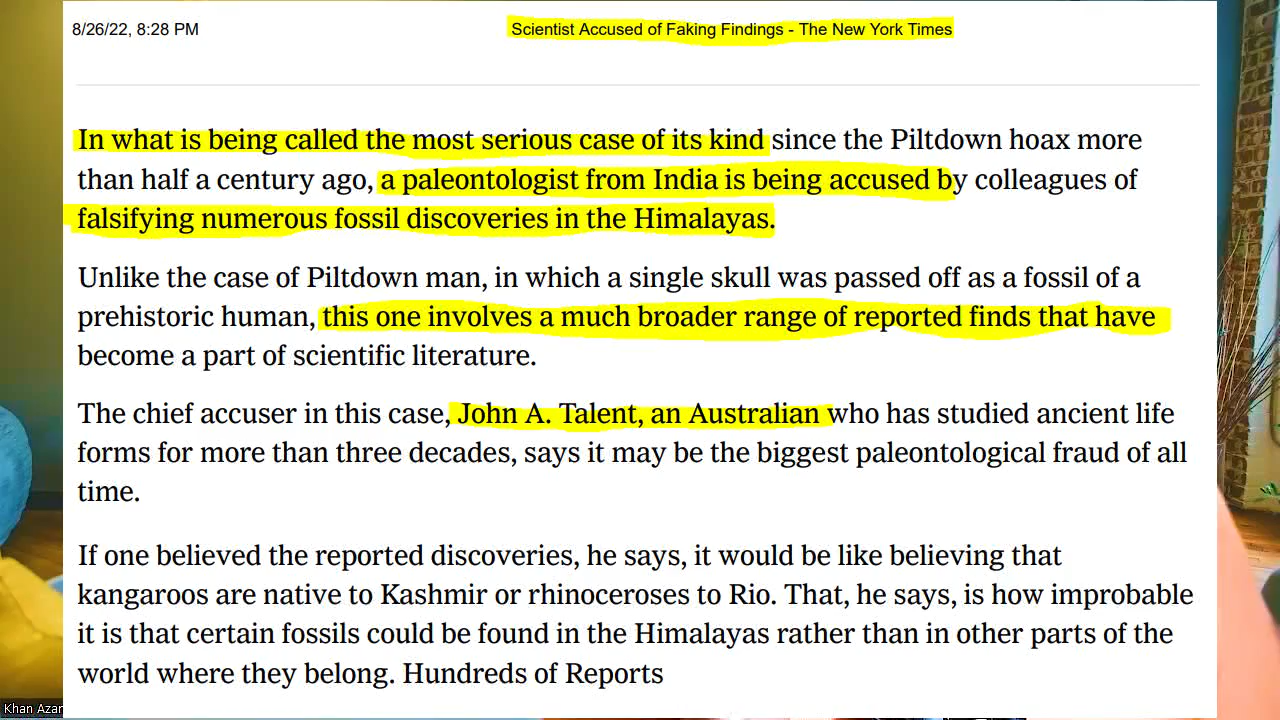 8/26/22, 8:28 PM Scientist Accused of Faking Findings - The New York Times
In what is being called the most serious case of its kind since the Piltdown hoax more
than half a century ago, a paleontologist from India is being accused by colleagues of
falsifying numerous fossil discoveries in the Himalayas.
Unlike the case of Piltdown man, in which a single skull was passed off as a fossil of a
prehistoric human, this one involves a much broader range of reported finds that have
become a part of scientific literature.
The chief accuser in this case, John A. Talent, an Australian who has studied ancient life
forms for more than three decades, says it may be the biggest paleontological fraud of all
time.
If one believed the reported discoveries, he says, it would be like believing that
kangaroos are native to Kashmir or rhinoceroses to Rio. That, he says, is how improbable
it is that certain fossils could be found in the Himalayas rather than in other parts of the
world where they belong. Hundreds of Reports
Khan Azar